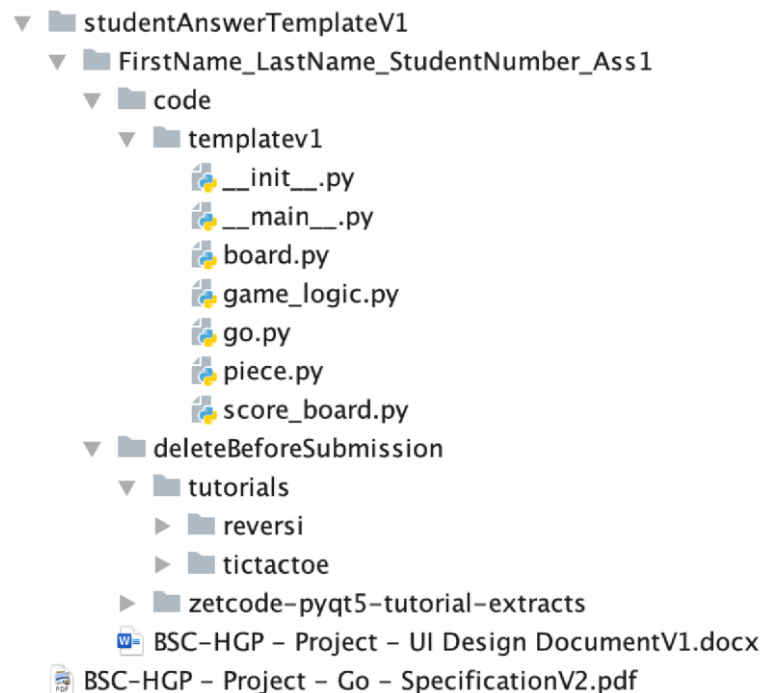 studentAnswerTemplateV1
FirstName_LastName_StudentNumber_Ass1
code
templatev1
__init__.py
__main__.py
board.py
game_logic.py
go.py
piece.py
score_board.py
deleteBeforeSubmission
tutorials
reversi
tictactoe
zetcode-pyqt5-tutorial-extracts
BSC-HGP – Project – UI Design DocumentV1.docx
BSC-HGP – Project – Go – SpecificationV2.pdf